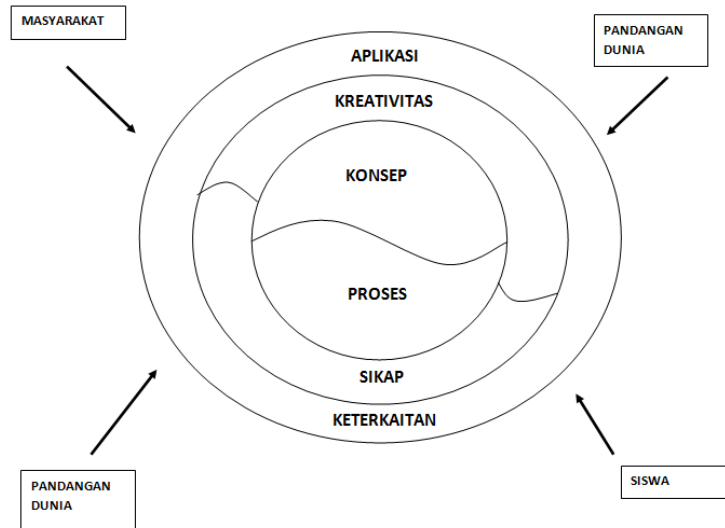 MASYARAKAT
PANDANGAN
DUNIA
APLIKASI
KREATIVITAS
KONSEP
PROSES
SIKAP
KETERKAITAN
PANDANGAN
DUNIA
SISWA